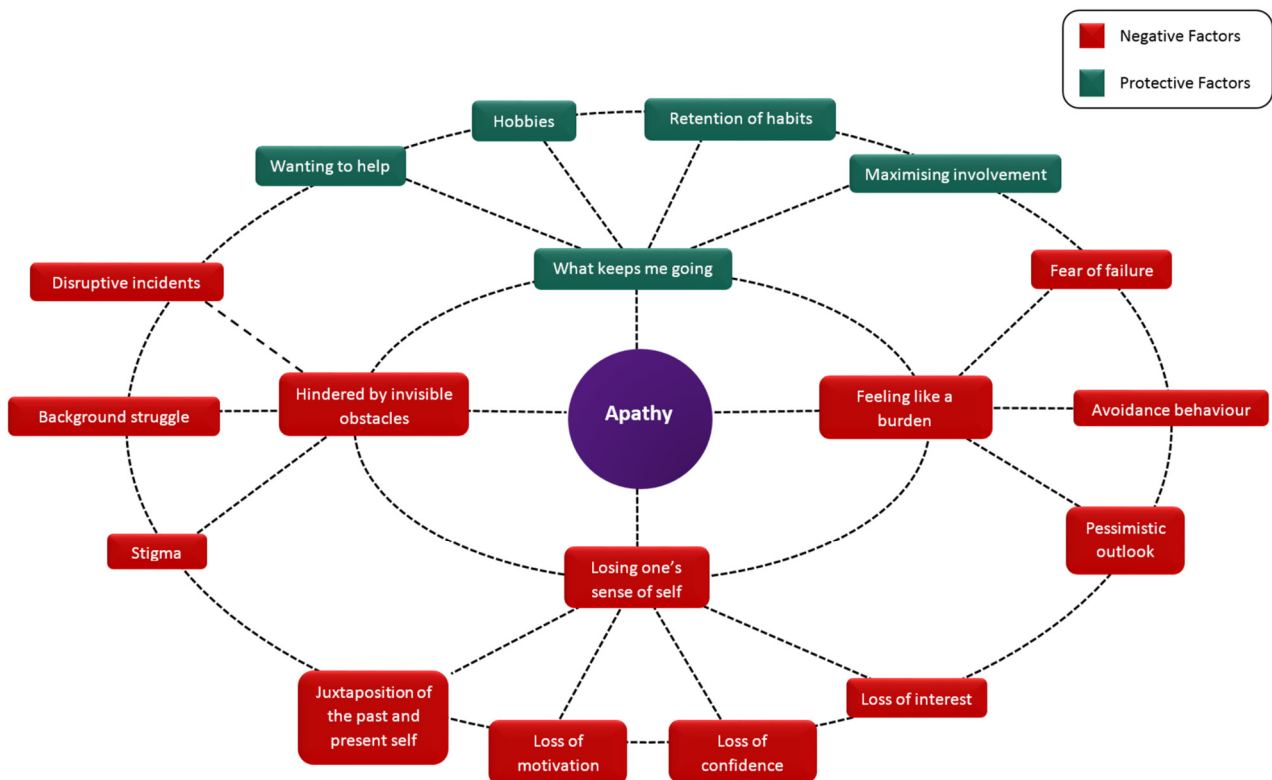 Negative Factors
Protective Factors
Hobbies
Retention of habits
Wanting to help
Maximising involvement
What keeps me going
Disruptive incidents
Fear of failure
Background struggle
Hindered by invisible
obstacles
Apathy
Feeling like a
burden
Avoidance behaviour
Stigma
Losing one's
sense of self
Pessimistic
outlook
Juxtaposition of
the past and
present self
Loss of
motivation
Loss of
confidence
Loss of interest